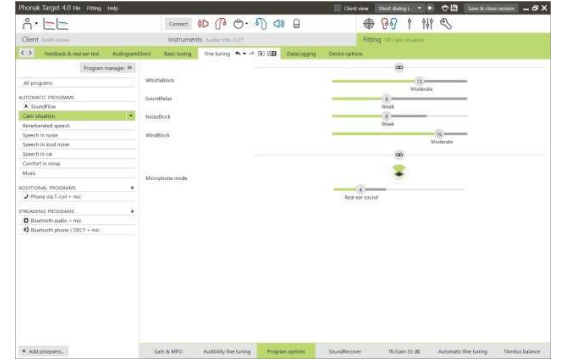 Phonak Target 4.0 File Fitting Help
Client view Short dialog i... Save & close session
Connect
Client Instruments Fitting
Feedback & real ear test AudiogramDirect Basic tuning Fine tuning DataLogging Device options
Program manager
All programs
AUTOMATIC PROGRAMS
SoundFlow
Calm situation
Reverberated speech
Speech in noise
Speech in loud noise
Speech in car
Comfort in noise
Music
ADDITIONAL PROGRAMS +
Phone via T-coil + mic
STREAMING PROGRAMS +
Bluetooth audio + mic
Bluetooth phone / DECT + mic
WhistleBlock
Moderate
SoundRelax
Weak
NoiseBlock
Weak
WindBlock
Moderate
Microphone mode
Real ear sound
+ Add programs...
Gain & MPO Audibility fine tuning Program options SoundRecover TK/Gain 35 dB Automatic fine tuning Tinnitus balance